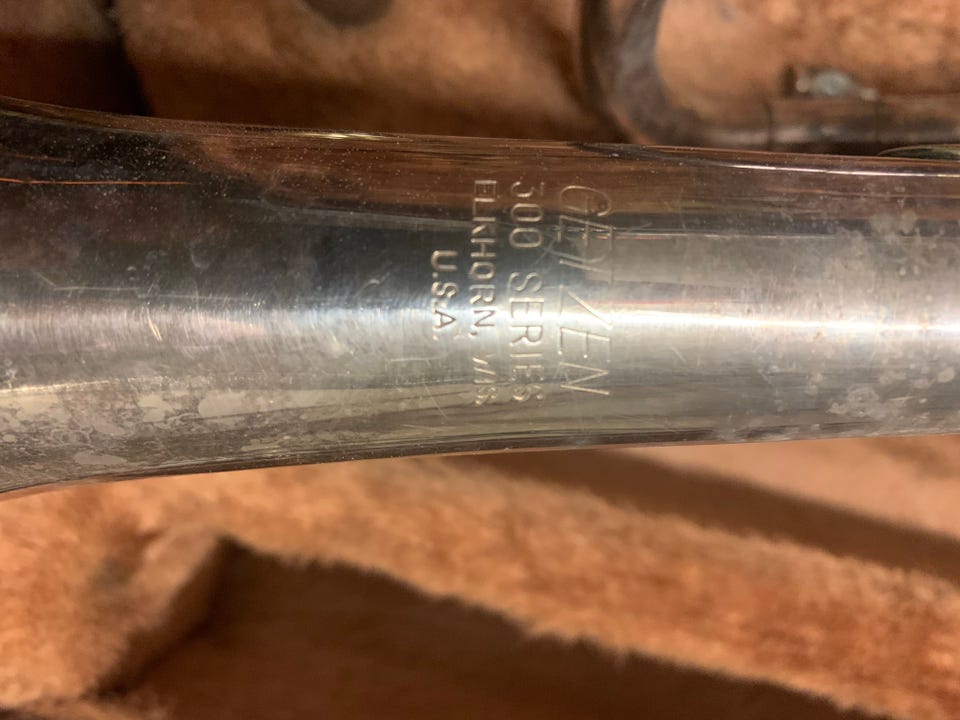 GETZEN
300 SERIES
ELKHORN, WIS
U.S.A.